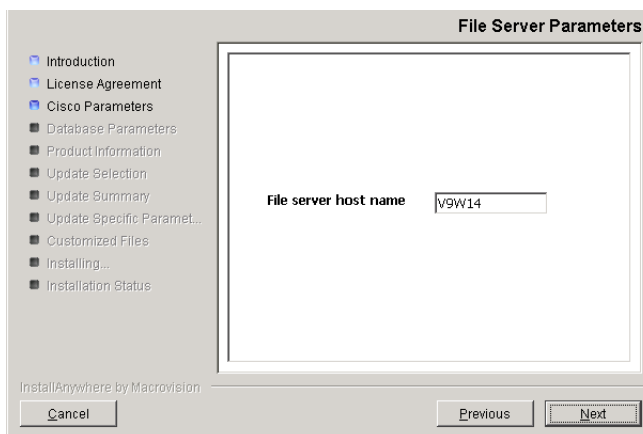 File Server Parameters
Introduction
License Agreement
Cisco Parameters
Database Parameters
Product Information
Update Selection
Update Summary
Update Specific Paramet...
Customized Files
Installing...
Installation Status
File server host name
V9W14
InstallAnywhere by Macrovision
Cancel
Previous
Next